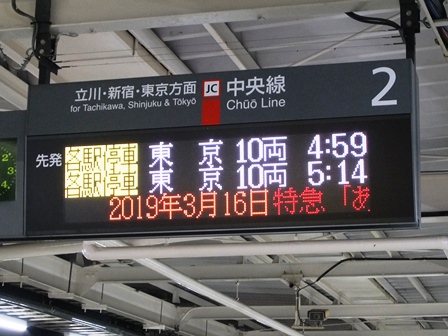 立川・新宿・東京方面
for Tachikawa, Shinjuku & Tōkyō
JC
中央線
Chūō Line
2
先発
各駅停車 東京 10両 4:59
各駅停車 東京 10両 5:14
2019年3月16日特急「あ